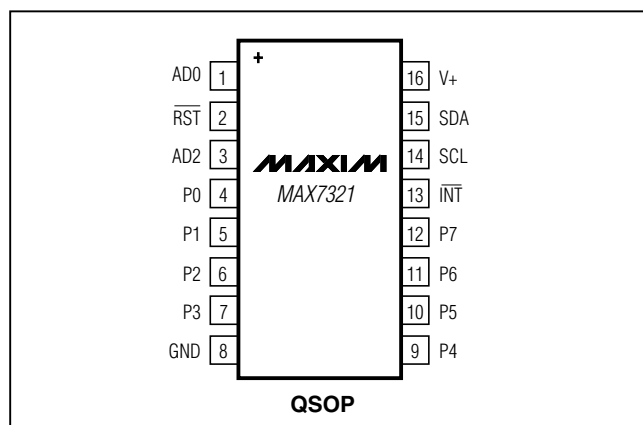 +
AD0 1 16 V+
RST 2 15 SDA
AD2 3 14 SCL
MAXIM
P0 4 MAX7321 13 INT
P1 5 12 P7
P2 6 11 P6
P3 7 10 P5
GND 8 9 P4
QSOP